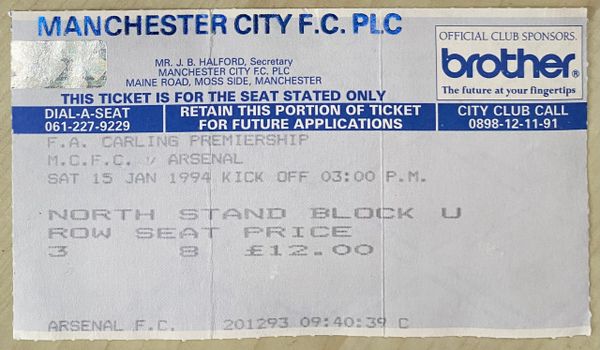 MANCHESTER CITY F.C. PLC
MR. J. B. HALFORD, Secretary
MANCHESTER CITY F.C. PLC
MAINE ROAD, MOSS SIDE, MANCHESTER
OFFICIAL CLUB SPONSORS.
brother®
The future at your fingertips
THIS TICKET IS FOR THE SEAT STATED ONLY
DIAL-A-SEAT
061-227-9229
RETAIN THIS PORTION OF TICKET
FOR FUTURE APPLICATIONS
CITY CLUB CALL
0898-12-11-91
F.A. CARLING PREMIERSHIP
M.C.F.C. v ARSENAL
SAT 15 JAN 1994 KICK OFF 03:00 P.M.
NORTH STAND BLOCK U
ROW SEAT PRICE
3 8 £12.00
ARSENAL F.C. 201293 09:40:39 C